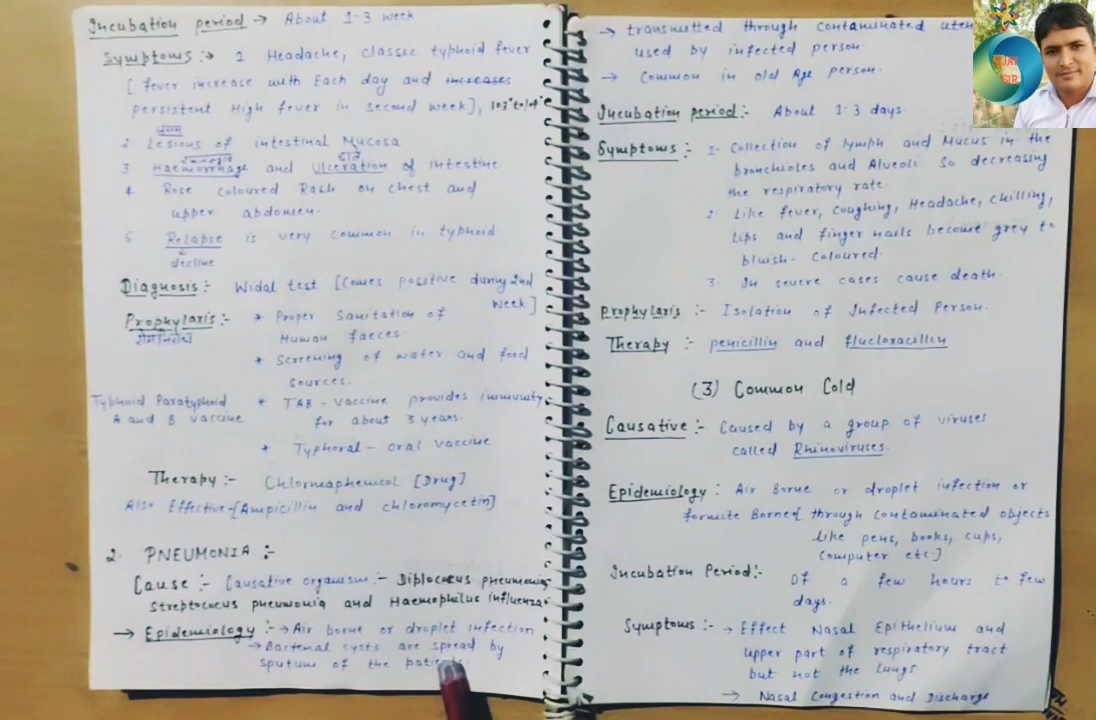 Incubation period → About 1-3 week
Symptoms :→ 1 Headache, classic typhoid fever
[ fever increase with Each day and increases
persistent High fever in second week],
2. Lesions of intestinal Mucosa
3. Haemorrhage and Ulceration of intestine
4 Rose coloured Rash on chest and
upper abdomen.
5 Relapse is very common in typhoid
decline
Diagnosis :- Widal test [Comes positive during 2nd
week]
Prophylaxis :- * Proper Sanitation of
Human faeces.
* Screening of water and food
sources.
Typhoid Paratyphoid
A and B vaccine
* TAB - vaccine provides immunity
for about 3 years.
* Typhoral - oral vaccine
Therapy :- Chlormaphenicol [Drug]
Also Effective-[Ampicillin and chloromycetin]
2. PNEUMONIA :-
Cause :- Causative organism :- Diplococus pneumonia,
Streptococus pneumonia and Haemophilus influenza.
→ Epidemiology :- → Air borne or droplet infection
→ Bacterial cysts are spread by
sputum of the patients.
→ transmitted through contaminated
used by infected person.
→ Common in old Age person.
Incubation period :- About 1-3 days.
Symptoms :- 1. Collection of lymph and Mucus in the
bronchioles and Alveoli So decreasing
the respiratory rate.
2. Like fever, Coughing, Headache, chilling,
Lips and finger nails become grey to
bluish - Coloured.
3. In severe cases cause death.
Prophylaxis :- Isolation of Infected Person.
Therapy :- penicillin and flucloxacillin
(3) Common Cold
Causative :- Caused by a group of viruses
called Rhinoviruses.
Epidemiology : Air Borne or droplet infection or
formite Borne[through contaminated objects
like pens, books, cups,
Computer etc.]
Incubation Period :- Of a few hours to few
days.
Symptoms :- → Effect Nasal Epithelium and
upper part of respiratory tract
but not the Lungs
→ Nasal Congestion and Discharge
SIR